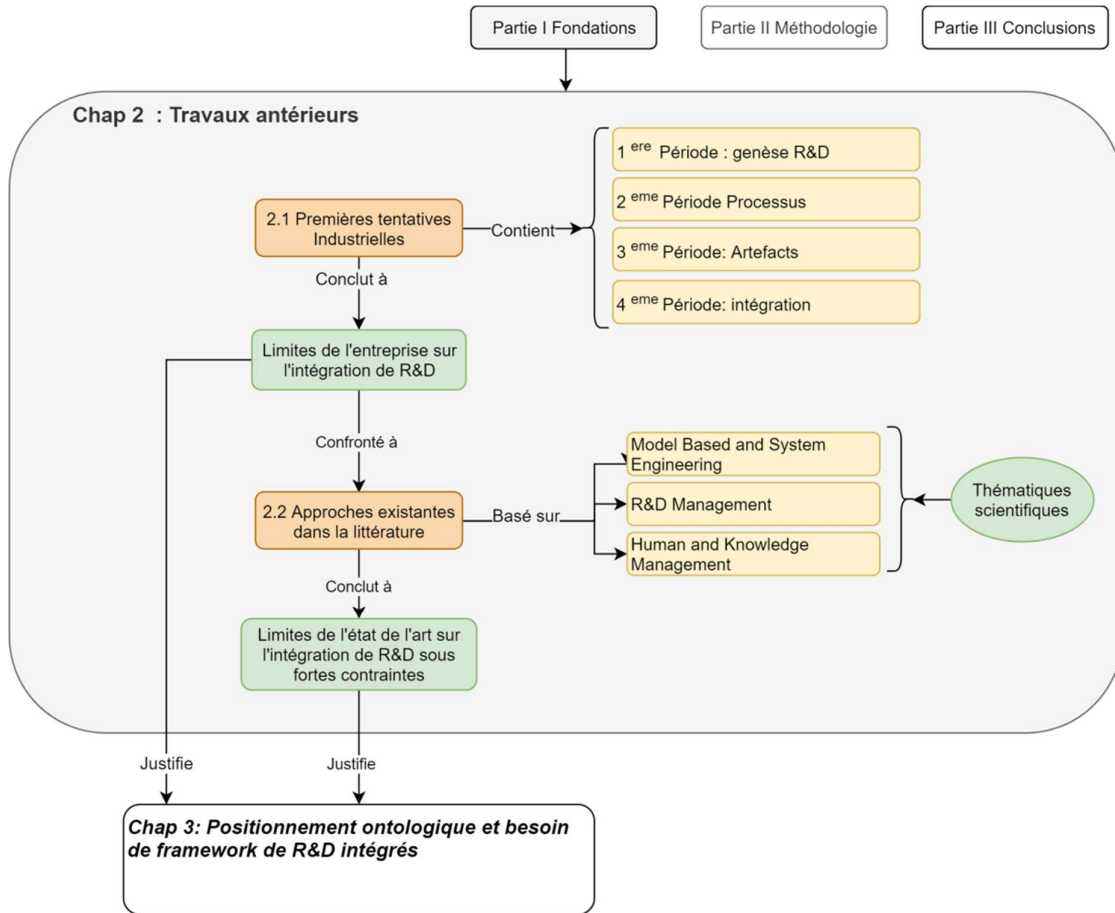 Partie I Fondations
Partie II Méthodologie
Partie III Conclusions
Chap 2 : Travaux antérieurs
2.1 Premières tentatives
Industrielles
Contient
1 ere Période : genèse R&D
2 eme Période Processus
3 eme Période: Artefacts
4 eme Période: intégration
Conclut à
Limites de l'entreprise sur
l'intégration de R&D
Confronté à
2.2 Approches existantes
dans la littérature
Basé sur
Model Based and System
Engineering
R&D Management
Human and Knowledge
Management
Thématiques
scientifiques
Conclut à
Limites de l'état de l'art sur
l'intégration de R&D sous
fortes contraintes
Justifie
Justifie
Chap 3: Positionnement ontologique et besoin
de framework de R&D intégrés